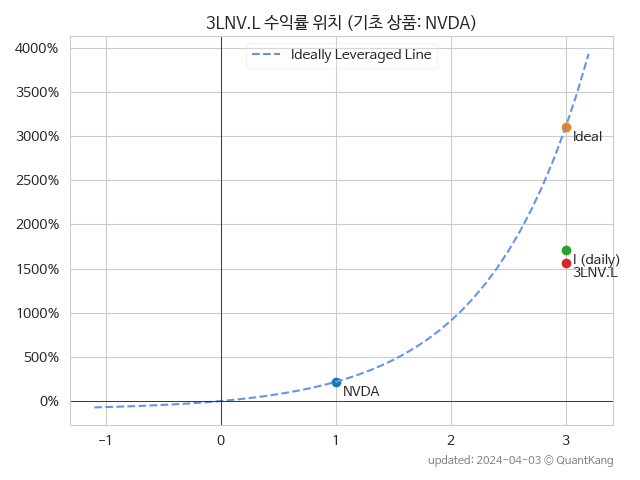 3LNV.L 수익률 위치 (기초 상품: NVDA)
Ideally Leveraged Line
4000%
3500%
3000%
2500%
2000%
1500%
1000%
500%
0%
Ideal
l (daily)
3LNV.L
NVDA
−1
0
1
2
3
updated: 2024-04-03 © QuantKang